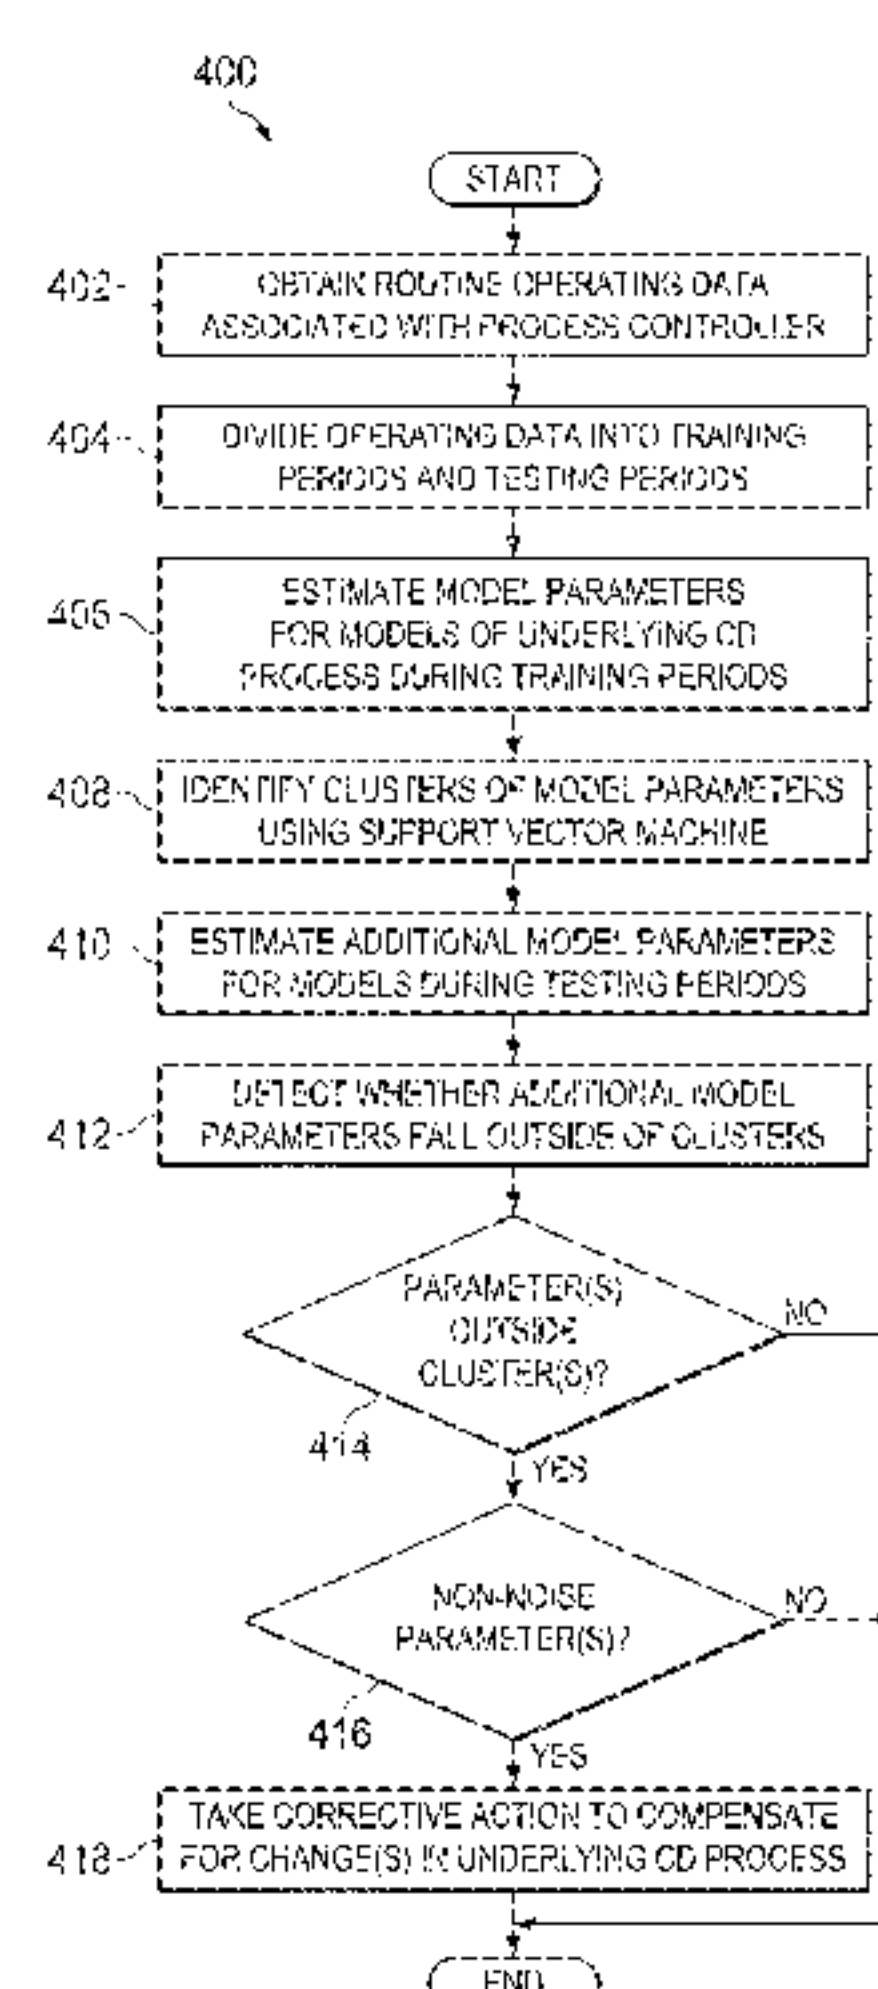 400
START
402
OBTAIN ROUTINE OPERATING DATA
ASSOCIATED WITH PROCESS CONTROLLER
404
DIVIDE OPERATING DATA INTO TRAINING
PERIODS AND TESTING PERIODS
406
ESTIMATE MODEL PARAMETERS
FOR MODELS OF UNDERLYING CD
PROCESS DURING TRAINING PERIODS
408
IDENTIFY CLUSTERS OF MODEL PARAMETERS
USING SUPPORT VECTOR MACHINE
410
ESTIMATE ADDITIONAL MODEL PARAMETERS
FOR MODELS DURING TESTING PERIODS
412
DETECT WHETHER ADDITIONAL MODEL
PARAMETERS FALL OUTSIDE OF CLUSTERS
PARAMETER(S)
OUTSIDE
CLUSTER(S)?
NO
414
YES
NON-NOISE
PARAMETER(S)?
NO
416
YES
418
TAKE CORRECTIVE ACTION TO COMPENSATE
FOR CHANGE(S) IN UNDERLYING CD PROCESS
END